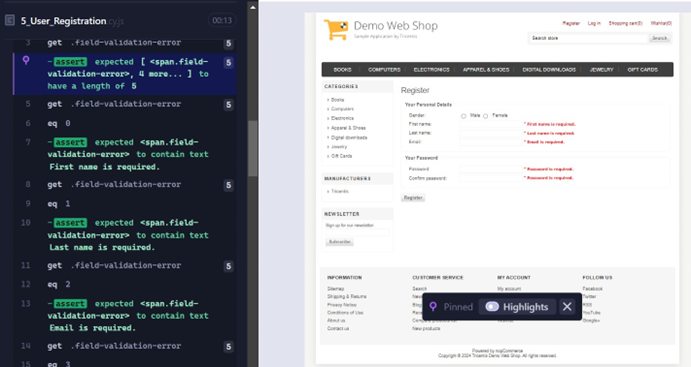 5_User_Registration.cy.js 00:13
3 get .field-validation-error 5
-assert expected [ <span.field-
validation-error>, 4 more... ] to
have a length of 5
5
5 get .field-validation-error 5
6 eq 0
7 -assert expected <span.field-
validation-error> to contain text
First name is required.
8 get .field-validation-error 5
9 eq 1
10 -assert expected <span.field-
validation-error> to contain text
Last name is required.
11 get .field-validation-error 5
12 eq 2
13 -assert expected <span.field-
validation-error> to contain text
Email is required.
14 get .field-validation-error 5
15 eq 3
Demo Web Shop
Sample Application by Tricentis
Register Log in Shopping cart(0) Wishlist(0)
Search store Search
BOOKS COMPUTERS ELECTRONICS APPAREL & SHOES DIGITAL DOWNLOADS JEWELRY GIFT CARDS
CATEGORIES
Books
Computers
Electronics
Apparel & Shoes
Digital downloads
Jewelry
Gift Cards
MANUFACTURERS
Tricentis
NEWSLETTER
Sign up for our newsletter:
Subscribe
Register
Your Personal Details
Gender: Male Female
First name: * First name is required.
Last name: * Last name is required.
Email: * Email is required.
Your Password
Password: * Password is required.
Confirm password: * Password is required.
Register
INFORMATION
Sitemap
Shipping & Returns
Privacy Notice
Conditions of Use
About us
Contact us
CUSTOMER SERVICE
Search
New products
MY ACCOUNT
My account
FOLLOW US
Facebook
Twitter
RSS
YouTube
Google+
Pinned Highlights
Powered by nopCommerce
Copyright © 2024 Tricentis Demo Web Shop. All rights reserved.